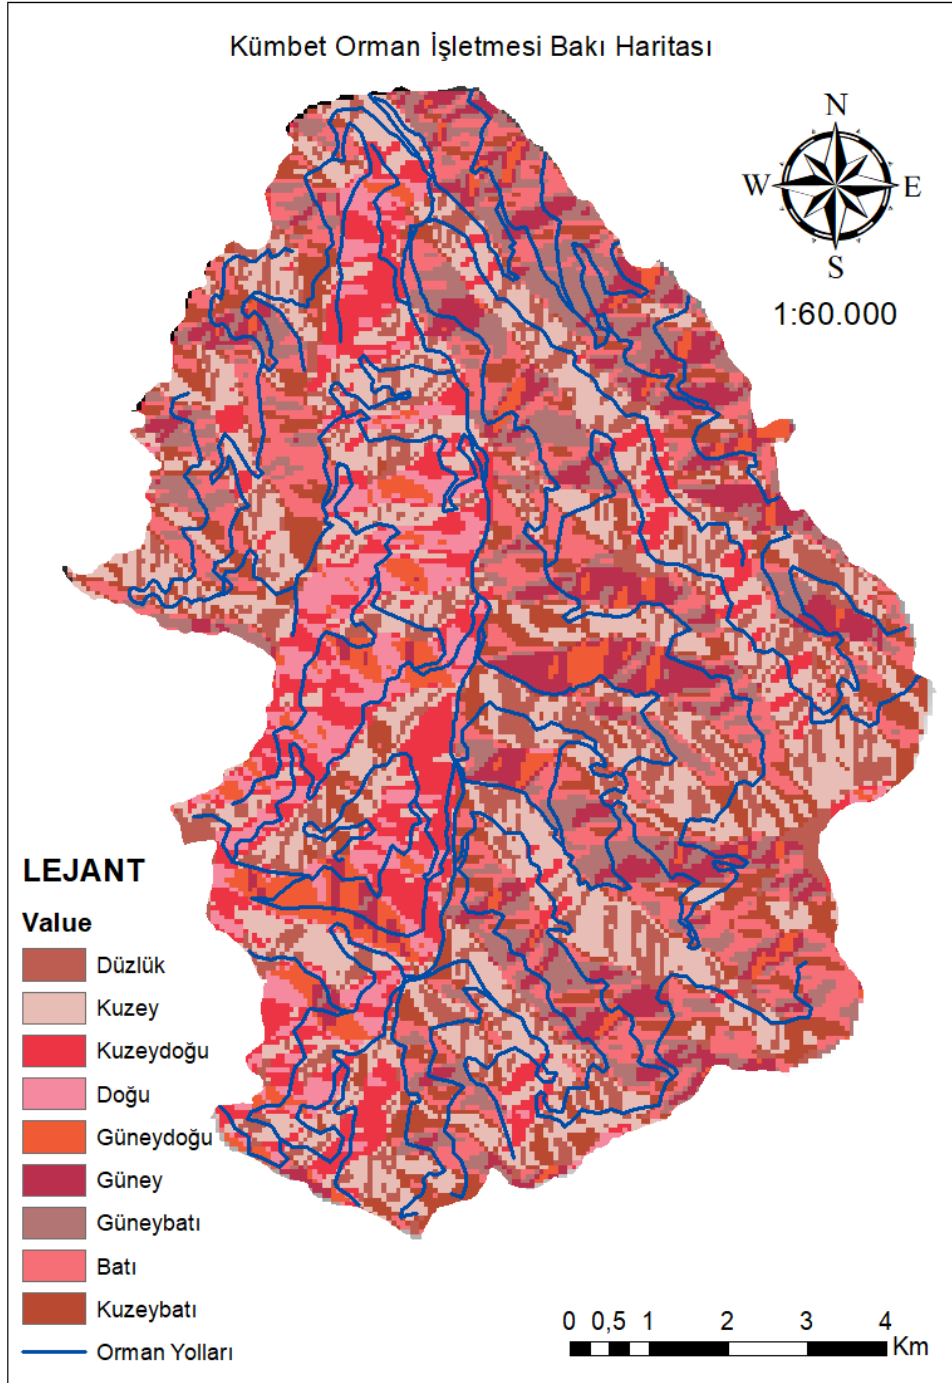 Kümbet Orman İşletmesi Bakı Haritası
N
W E
S
1:60.000
LEJANT
Value
Düzlük
Kuzey
Kuzeydoğu
Doğu
Güneydoğu
Güney
Güneybatı
Batı
Kuzeybatı
Orman Yolları
0 0,5 1 2 3 4
Km